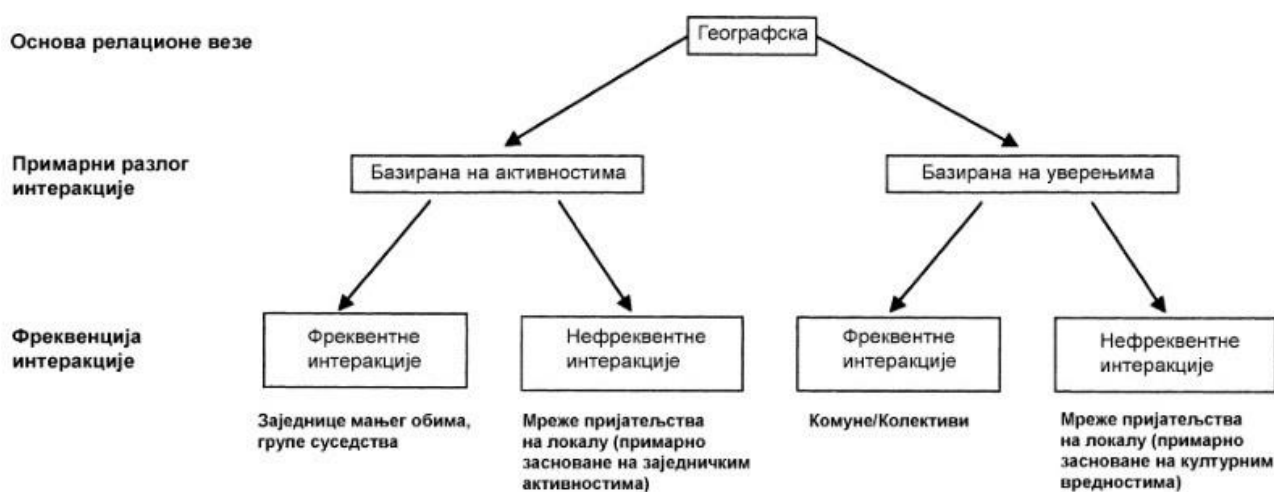 Основа релационе везе
Географска
Примарни разлог
интеракције
Базирана на активностима
Базирана на уверењима
Фреквенција
интеракције
Фреквентне
интеракције
Нефреквентне
интеракције
Фреквентне
интеракције
Нефреквентне
интеракције
Заједнице мањег обима,
групе суседства
Мреже пријатељства
на локалу (примарно
засноване на заједничким
активностима)
Комуне/Колективи
Мреже пријатељства
на локалу (примарно
засноване на културним
вредностима)